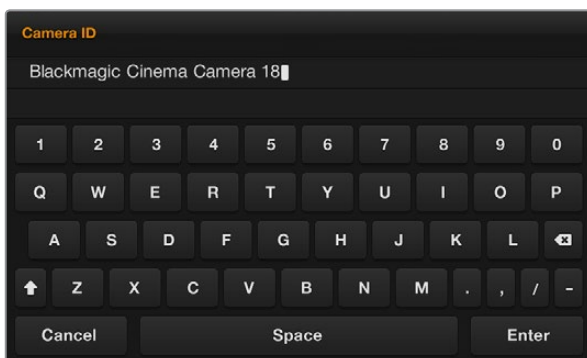 Camera ID
Blackmagic Cinema Camera 18
1 2 3 4 5 6 7 8 9 0
Q W E R T Y U I O P
A S D F G H J K L
Z X C V B N M . , / -
Cancel Space Enter